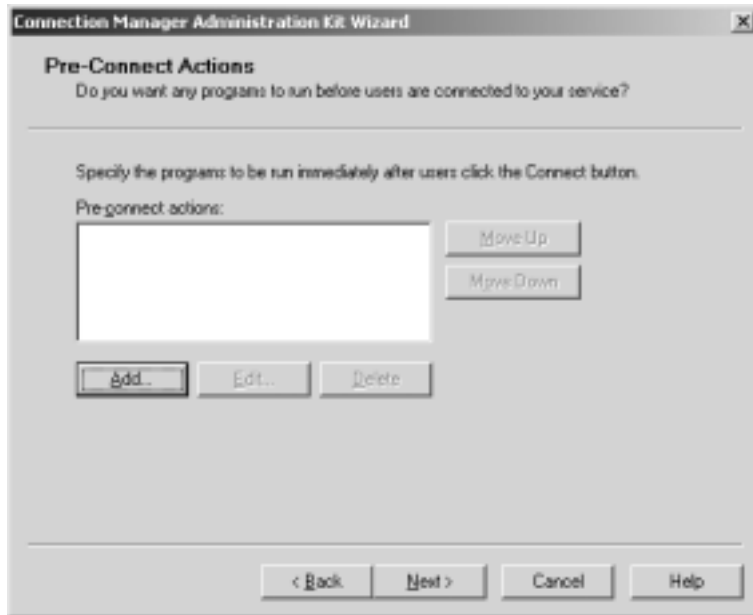 Connection Manager Administration Kit Wizard
Pre-Connect Actions
Do you want any programs to run before users are connected to your service?
Specify the programs to be run immediately after users click the Connect button.
Pre-connect actions:
Move Up
Move Down
Add... Edit... Delete
< Back Next > Cancel Help